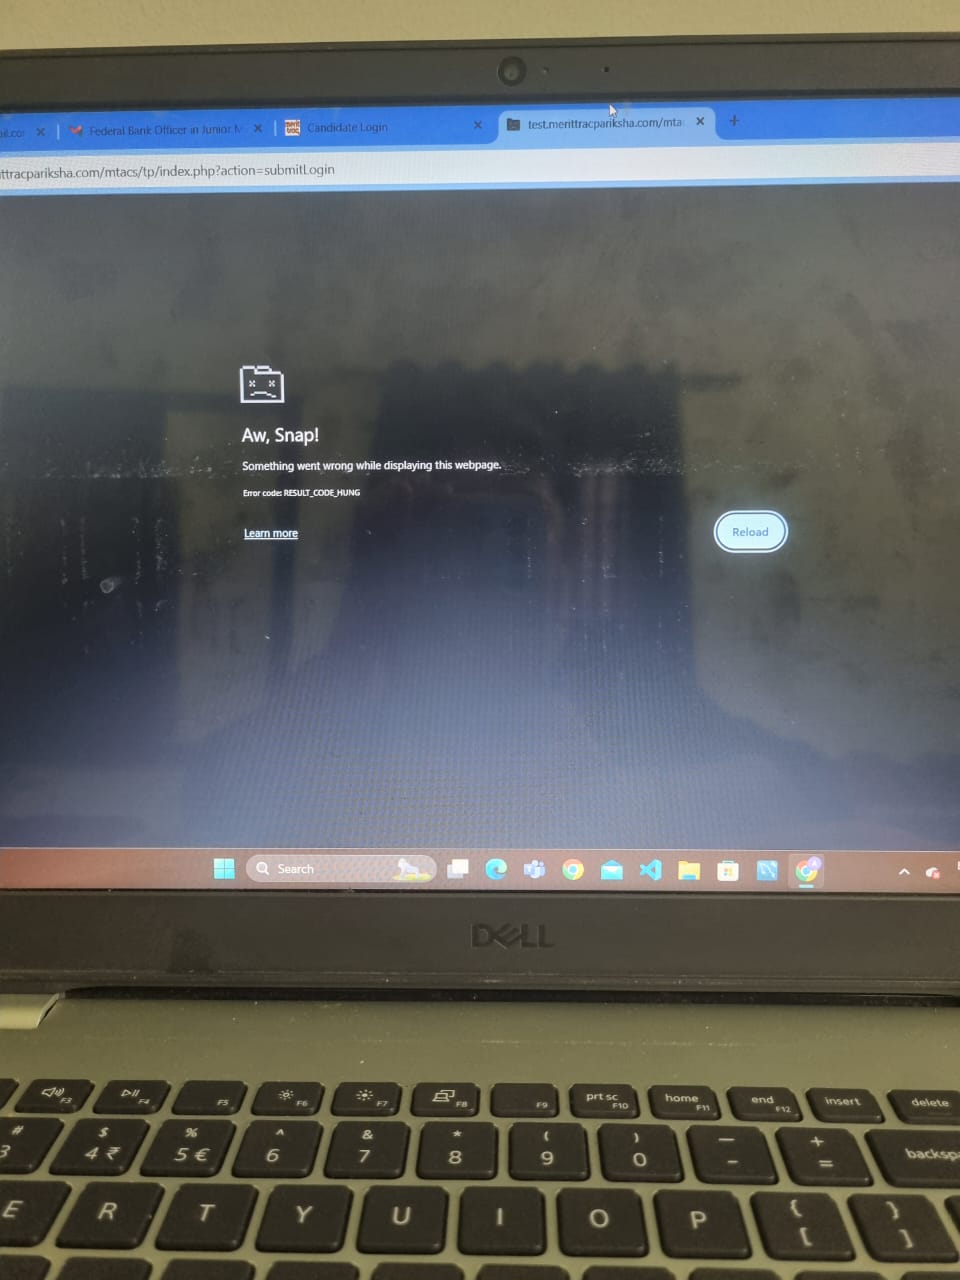 Federal Bank Officer in Junior M
Candidate Login
test.merittracpariksha.com/mta
ttracpariksha.com/mtacs/tp/index.php?action=submitLogin
Aw, Snap!
Something went wrong while displaying this webpage.
Error code: RESULT_CODE_HUNG
Learn more
Reload
Search
DELL
F3
F4
F5
F6
F7
F8
F9
prt sc F10
home F11
end F12
insert
delete
# 3
$ 4 ₹
% 5 €
^ 6
& 7
* 8
( 9
) 0
— -
+ =
backsp
E
R
T
Y
U
I
O
P
{ [
} ]